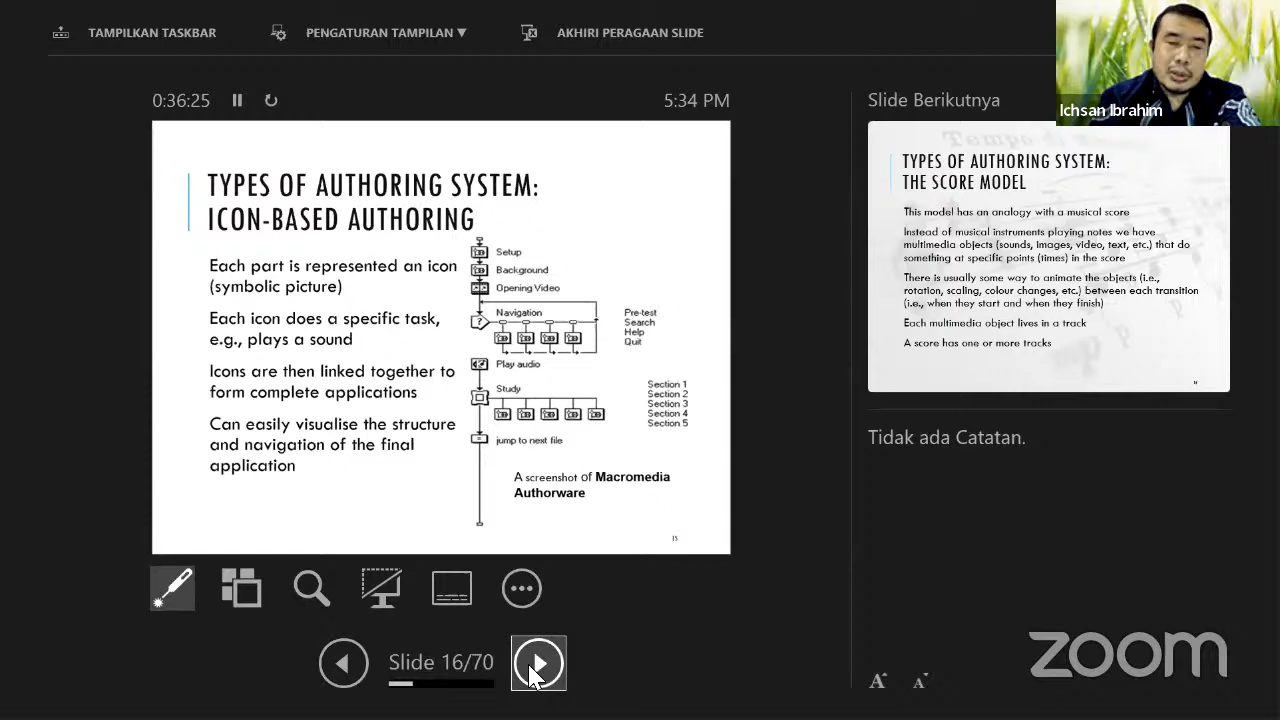 TAMPILKAN TASKBAR
PENGATURAN TAMPILAN ▼
AKHIRI PERAGAAN SLIDE
Ichsan Ibrahim
0:36:25
5:34 PM
TYPES OF AUTHORING SYSTEM:
ICON-BASED AUTHORING
Each part is represented an icon
(symbolic picture)
Each icon does a specific task,
e.g., plays a sound
Icons are then linked together to
form complete applications
Can easily visualise the structure
and navigation of the final
application
Setup
Background
Opening Video
Navigation
?
Pre-test
Search
Help
Quit
Play audio
Study
Section 1
Section 2
Section 3
Section 4
Section 5
=
jump to next file
A screenshot of Macromedia
Authorware
15
Slide Berikutnya
Tempo
TYPES OF AUTHORING SYSTEM:
THE SCORE MODEL
This model has an analogy with a musical score
Instead of musical instruments playing notes we have
multimedia objects (sounds, images, video, text, etc.) that do
something at specific points (times) in the score
There is usually some way to animate the objects (i.e.,
rotation, scaling, colour changes, etc.) between each transition
(i.e., when they start and when they finish)
Each multimedia object lives in a track
A score has one or more tracks
Tidak ada Catatan.
Slide 16/70
A A
zoom